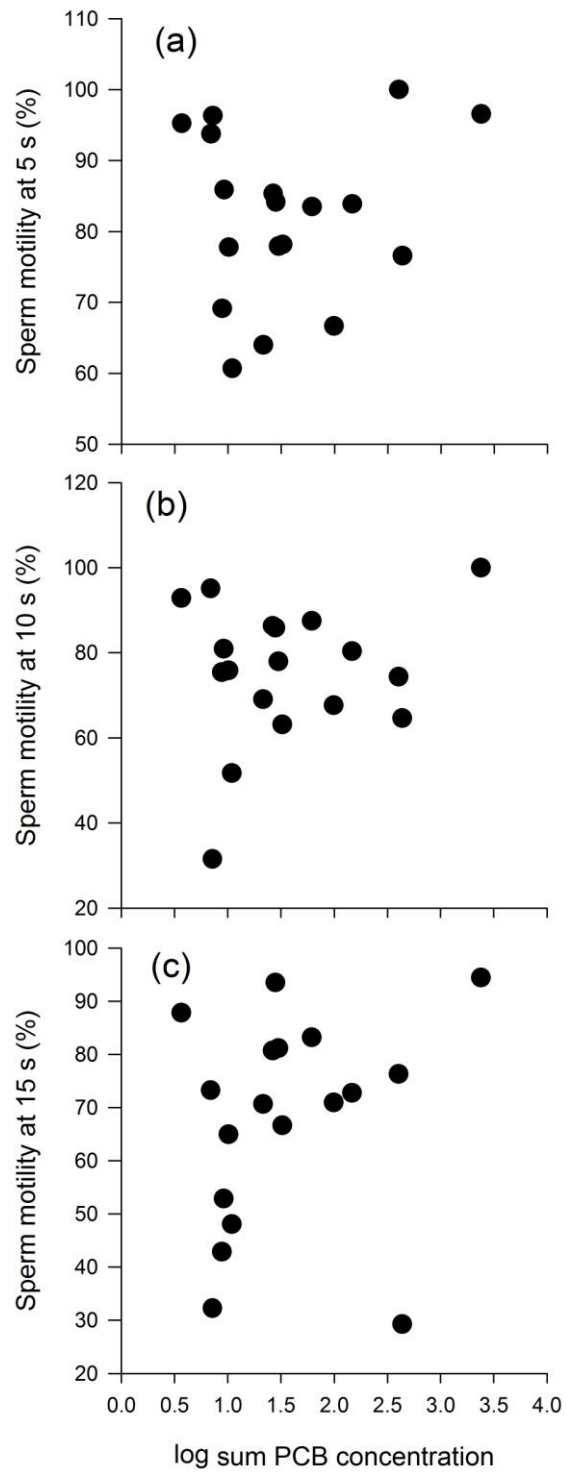 (a)
Sperm motility at 5 s (%)
110
100
90
80
70
60
50
(b)
Sperm motility at 10 s (%)
120
100
80
60
40
20
(c)
Sperm motility at 15 s (%)
100
90
80
70
60
50
40
30
20
0.0 0.5 1.0 1.5 2.0 2.5 3.0 3.5 4.0
log sum PCB concentration